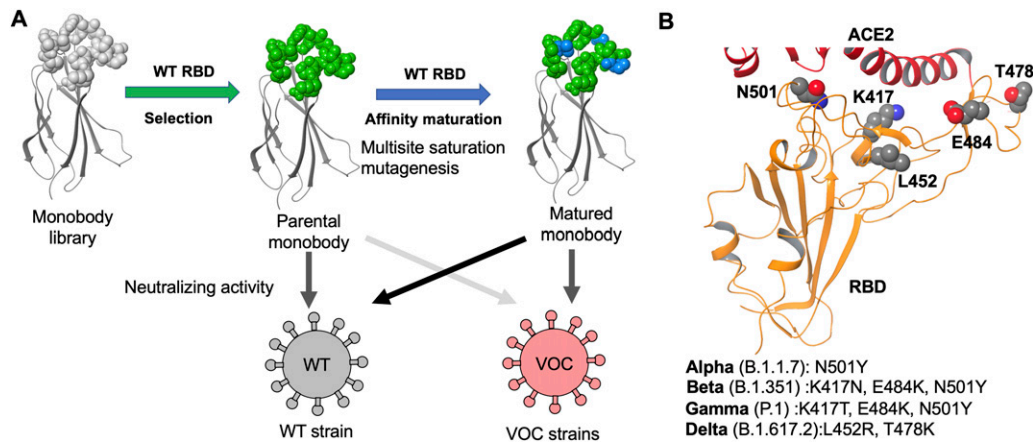 A
WT RBD
Selection
WT RBD
Affinity maturation
Multisite saturation
mutagenesis
Monobody
library
Parental
monobody
Matured
monobody
Neutralizing activity
WT
VOC
WT strain
VOC strains
B
ACE2
N501
K417
T478
E484
L452
RBD
Alpha (B.1.1.7): N501Y
Beta (B.1.351) :K417N, E484K, N501Y
Gamma (P.1) :K417T, E484K, N501Y
Delta (B.1.617.2):L452R, T478K